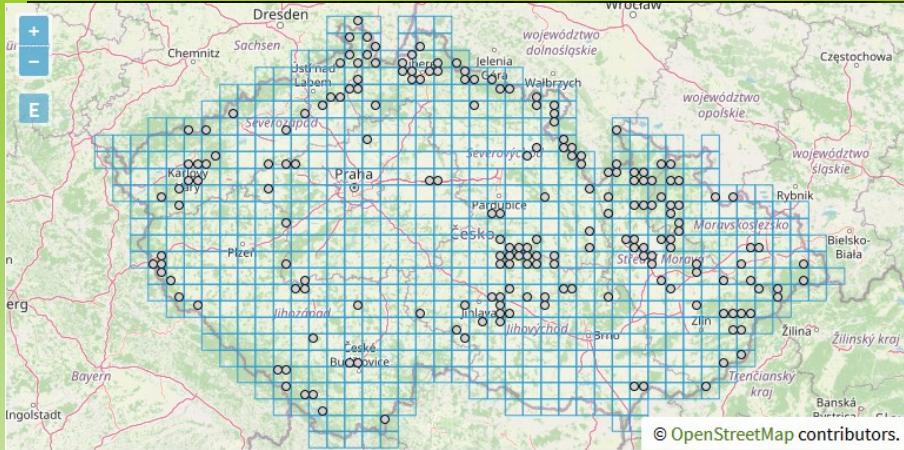 Dresden
Wrocław
+
Chemnitz
Sachsen
województwo
dolnośląskie
Jelenia
Góra
Częstochowa
−
Ústí nad
Labem
Wałbrzych
E
województwo
opolskie
Severozápad
województwo
śląskie
Karlovy
Vary
Praha
Rybnik
Pardubice
Moravskoslezsko
Česko
Bielsko-
Biała
Plzeň
Střední Morava
erg
Jihozápad
Jihlava
Jihovýchod
Zlín
Brno
Žilina
Žilinský kraj
České
Budějovice
Bayern
Trenčiansky
kraj
Ingolstadt
Banská
© OpenStreetMap contributors.